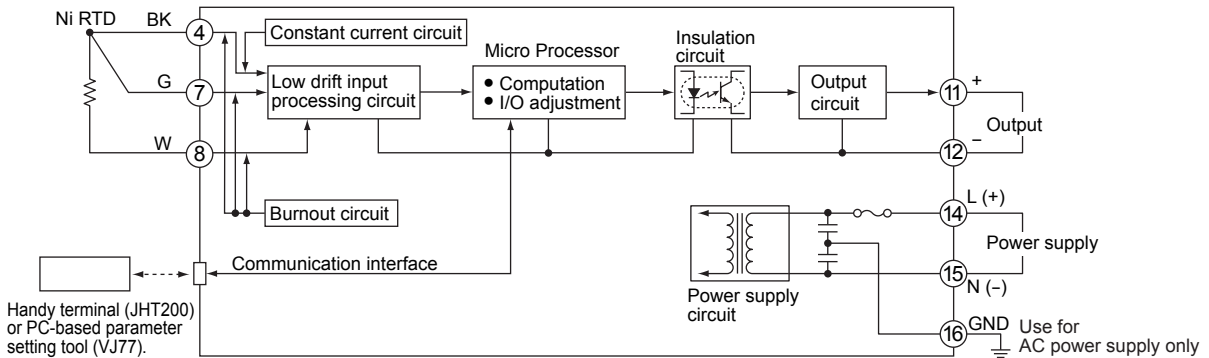 Ni RTD
BK
4
Constant current circuit
G
7
Low drift input
processing circuit
W
8
Burnout circuit
Micro Processor
● Computation
● I/O adjustment
Insulation
circuit
Output
circuit
11
+
Output
12
−
Communication interface
Handy terminal (JHT200)
or PC-based parameter
setting tool (VJ77).
Power supply
circuit
14
L (+)
Power supply
15
N (−)
16
GND
Use for
AC power supply only